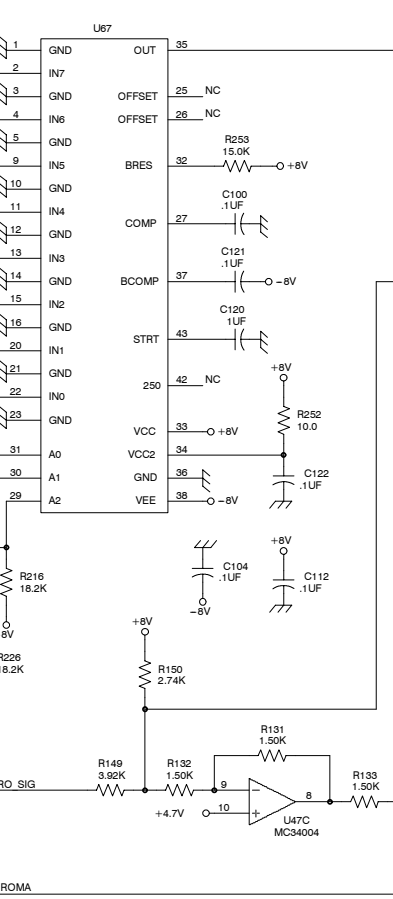 U67
1 GND OUT 35
2 IN7
3 GND OFFSET 25 NC
4 IN6 OFFSET 26 NC
5 GND
R253
15.0K
9 IN5 BRES 32 +8V
10 GND
C100
.1UF
11 IN4
12 GND COMP 27
C121
.1UF
13 IN3
14 GND BCOMP 37 -8V
15 IN2
C120
1UF
16 GND STRT 43
20 IN1
+8V
21 GND 250 42 NC
22 IN0
R252
10.0
23 GND VCC 33 +8V
31 A0 VCC2 34
30 A1 GND 36
C122
.1UF
29 A2 VEE 38 -8V
+8V
R216
18.2K
C104
.1UF
C112
.1UF
-8V
8V
+8V
R226
18.2K
R150
2.74K
R131
1.50K
R149
3.92K
R132
1.50K
R133
1.50K
RO_SIG
9
8
+4.7V
10
U47C
MC34004
ROMA